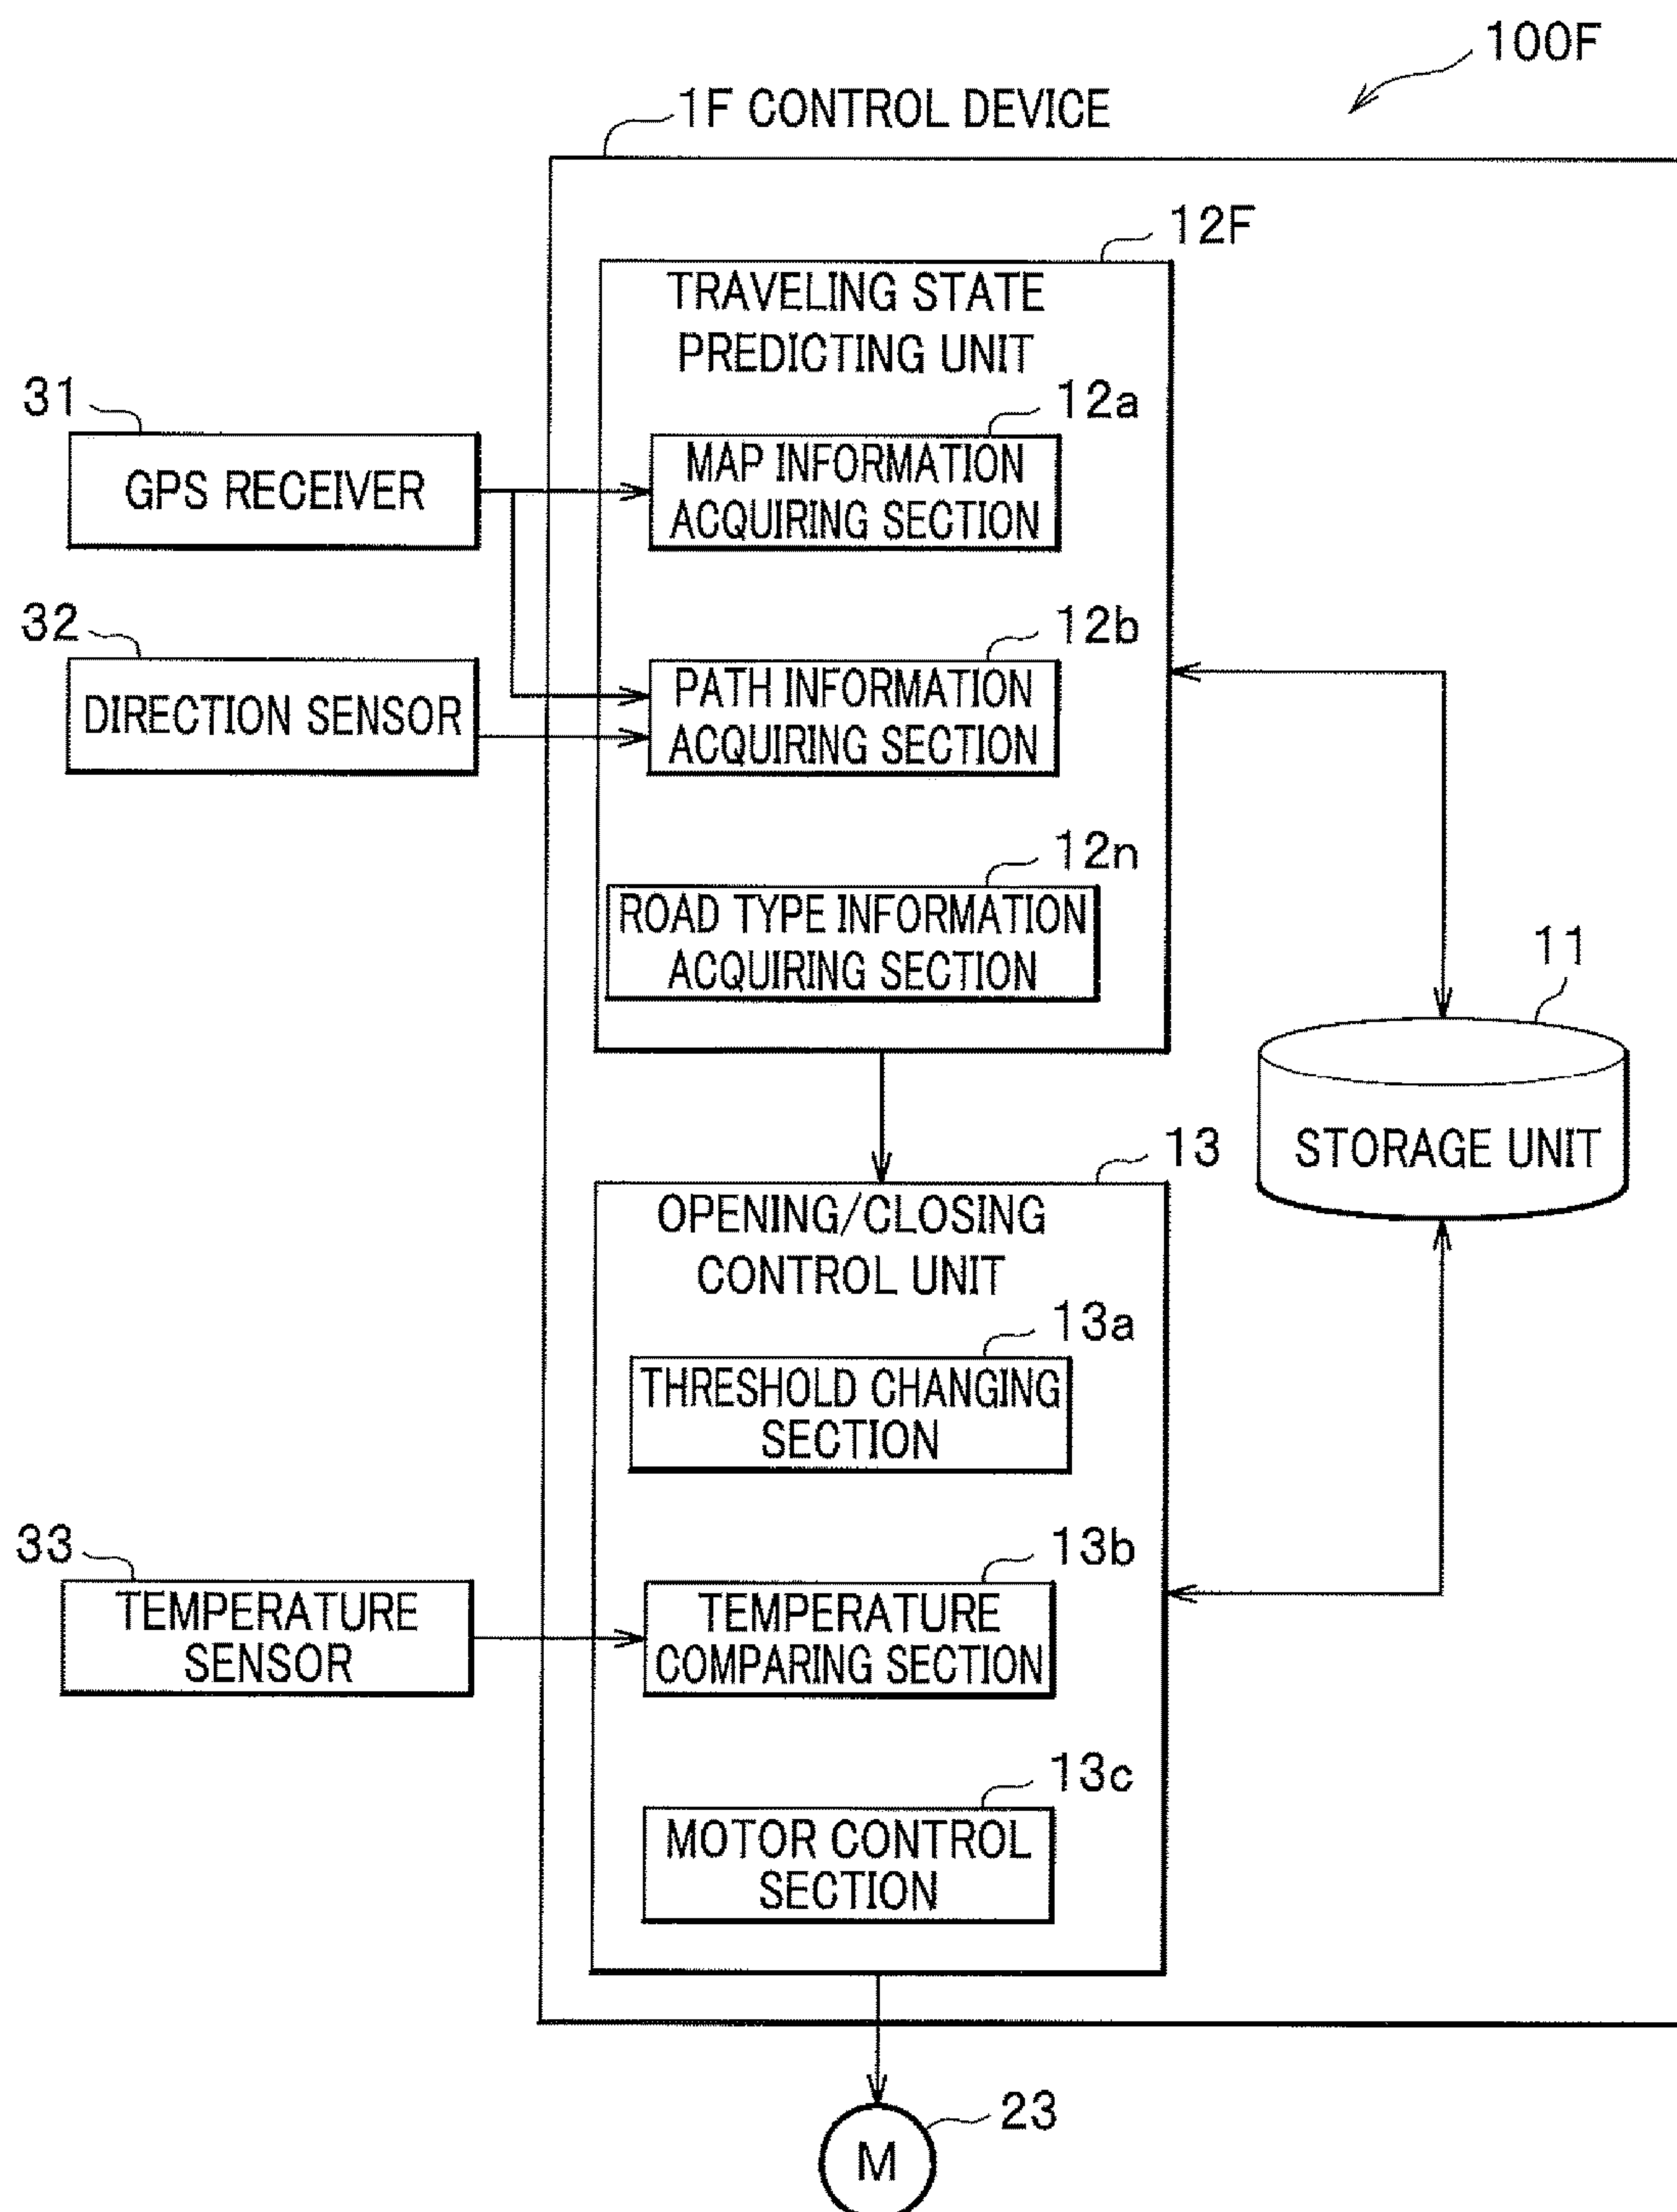 100F
1F CONTROL DEVICE
12F
TRAVELING STATE
PREDICTING UNIT
31
12a
GPS RECEIVER
MAP INFORMATION
ACQUIRING SECTION
32
12b
DIRECTION SENSOR
PATH INFORMATION
ACQUIRING SECTION
12n
ROAD TYPE INFORMATION
ACQUIRING SECTION
11
STORAGE UNIT
13
OPENING/CLOSING
CONTROL UNIT
13a
THRESHOLD CHANGING
SECTION
33
13b
TEMPERATURE
SENSOR
TEMPERATURE
COMPARING SECTION
13c
MOTOR CONTROL
SECTION
23
M